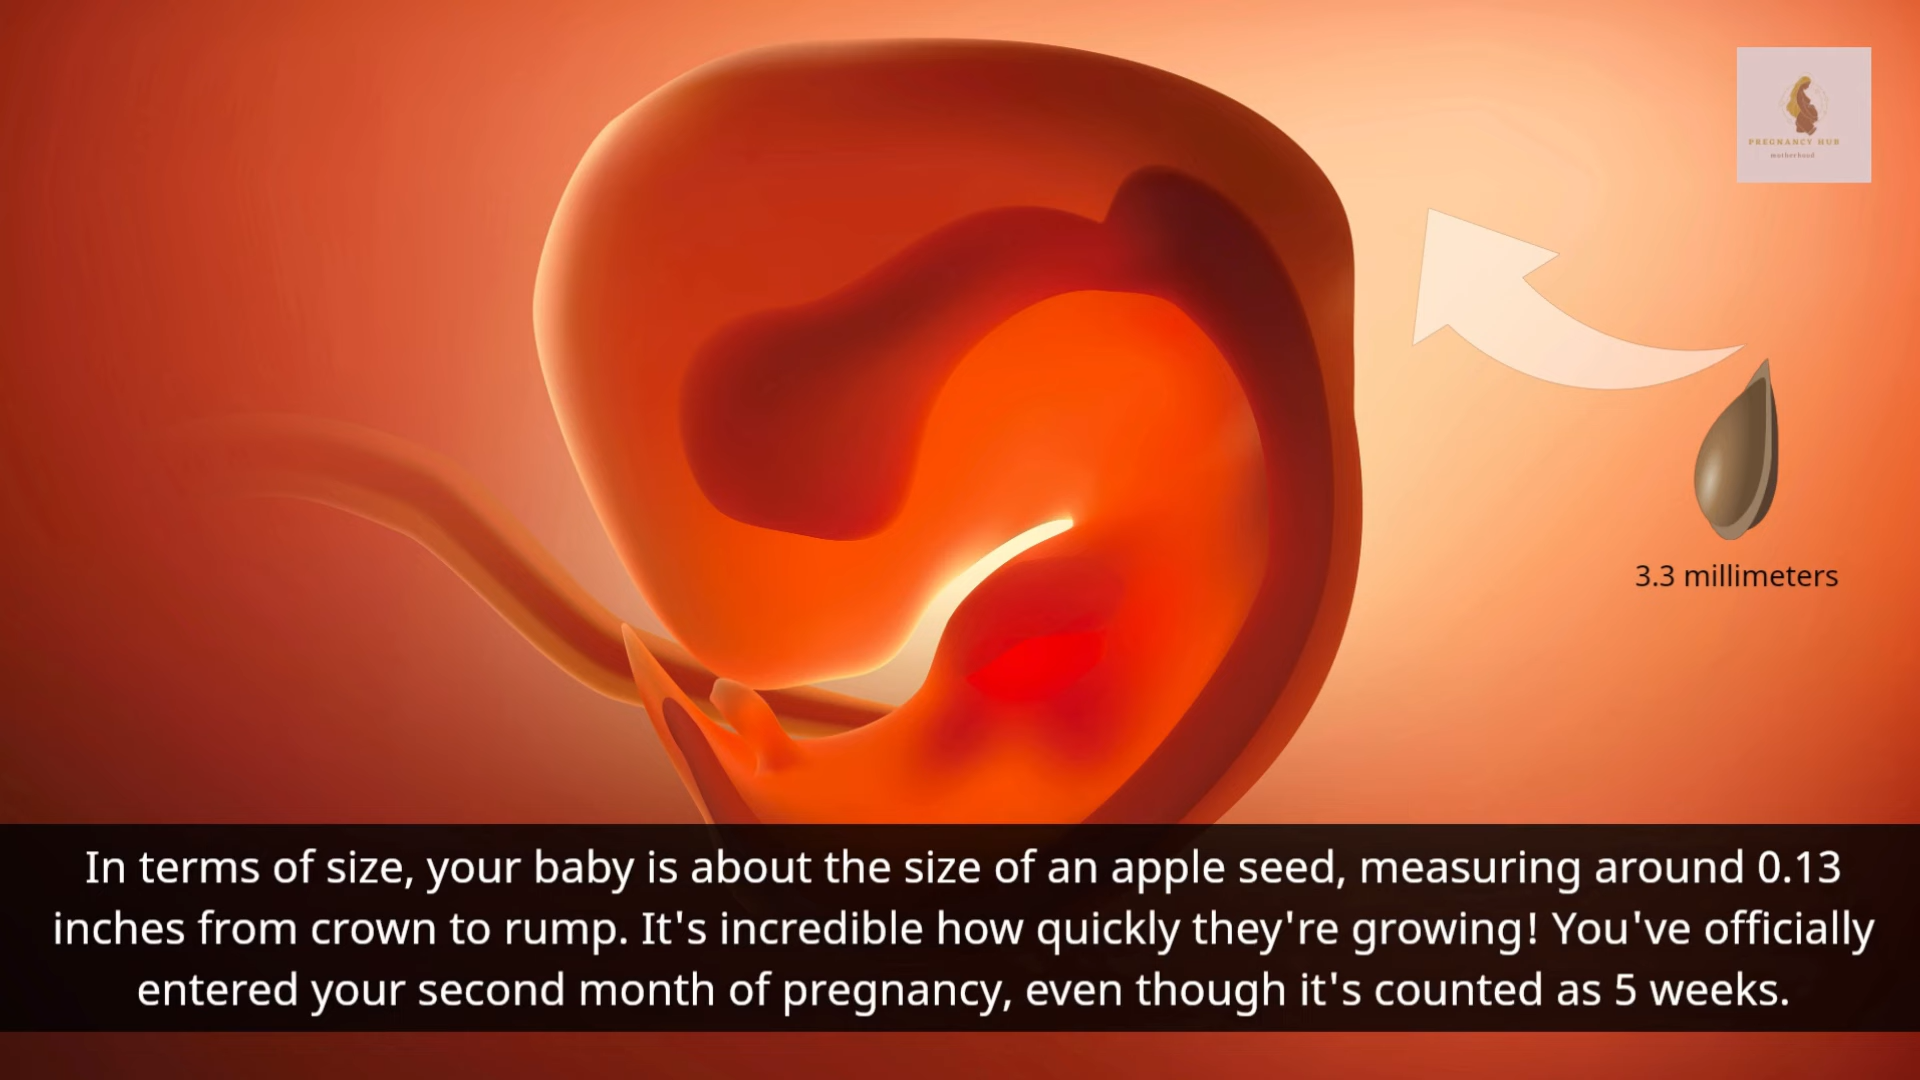 PREGNANCY HUB
motherhood
3.3 millimeters
In terms of size, your baby is about the size of an apple seed, measuring around 0.13
inches from crown to rump. It's incredible how quickly they're growing! You've officially
entered your second month of pregnancy, even though it's counted as 5 weeks.